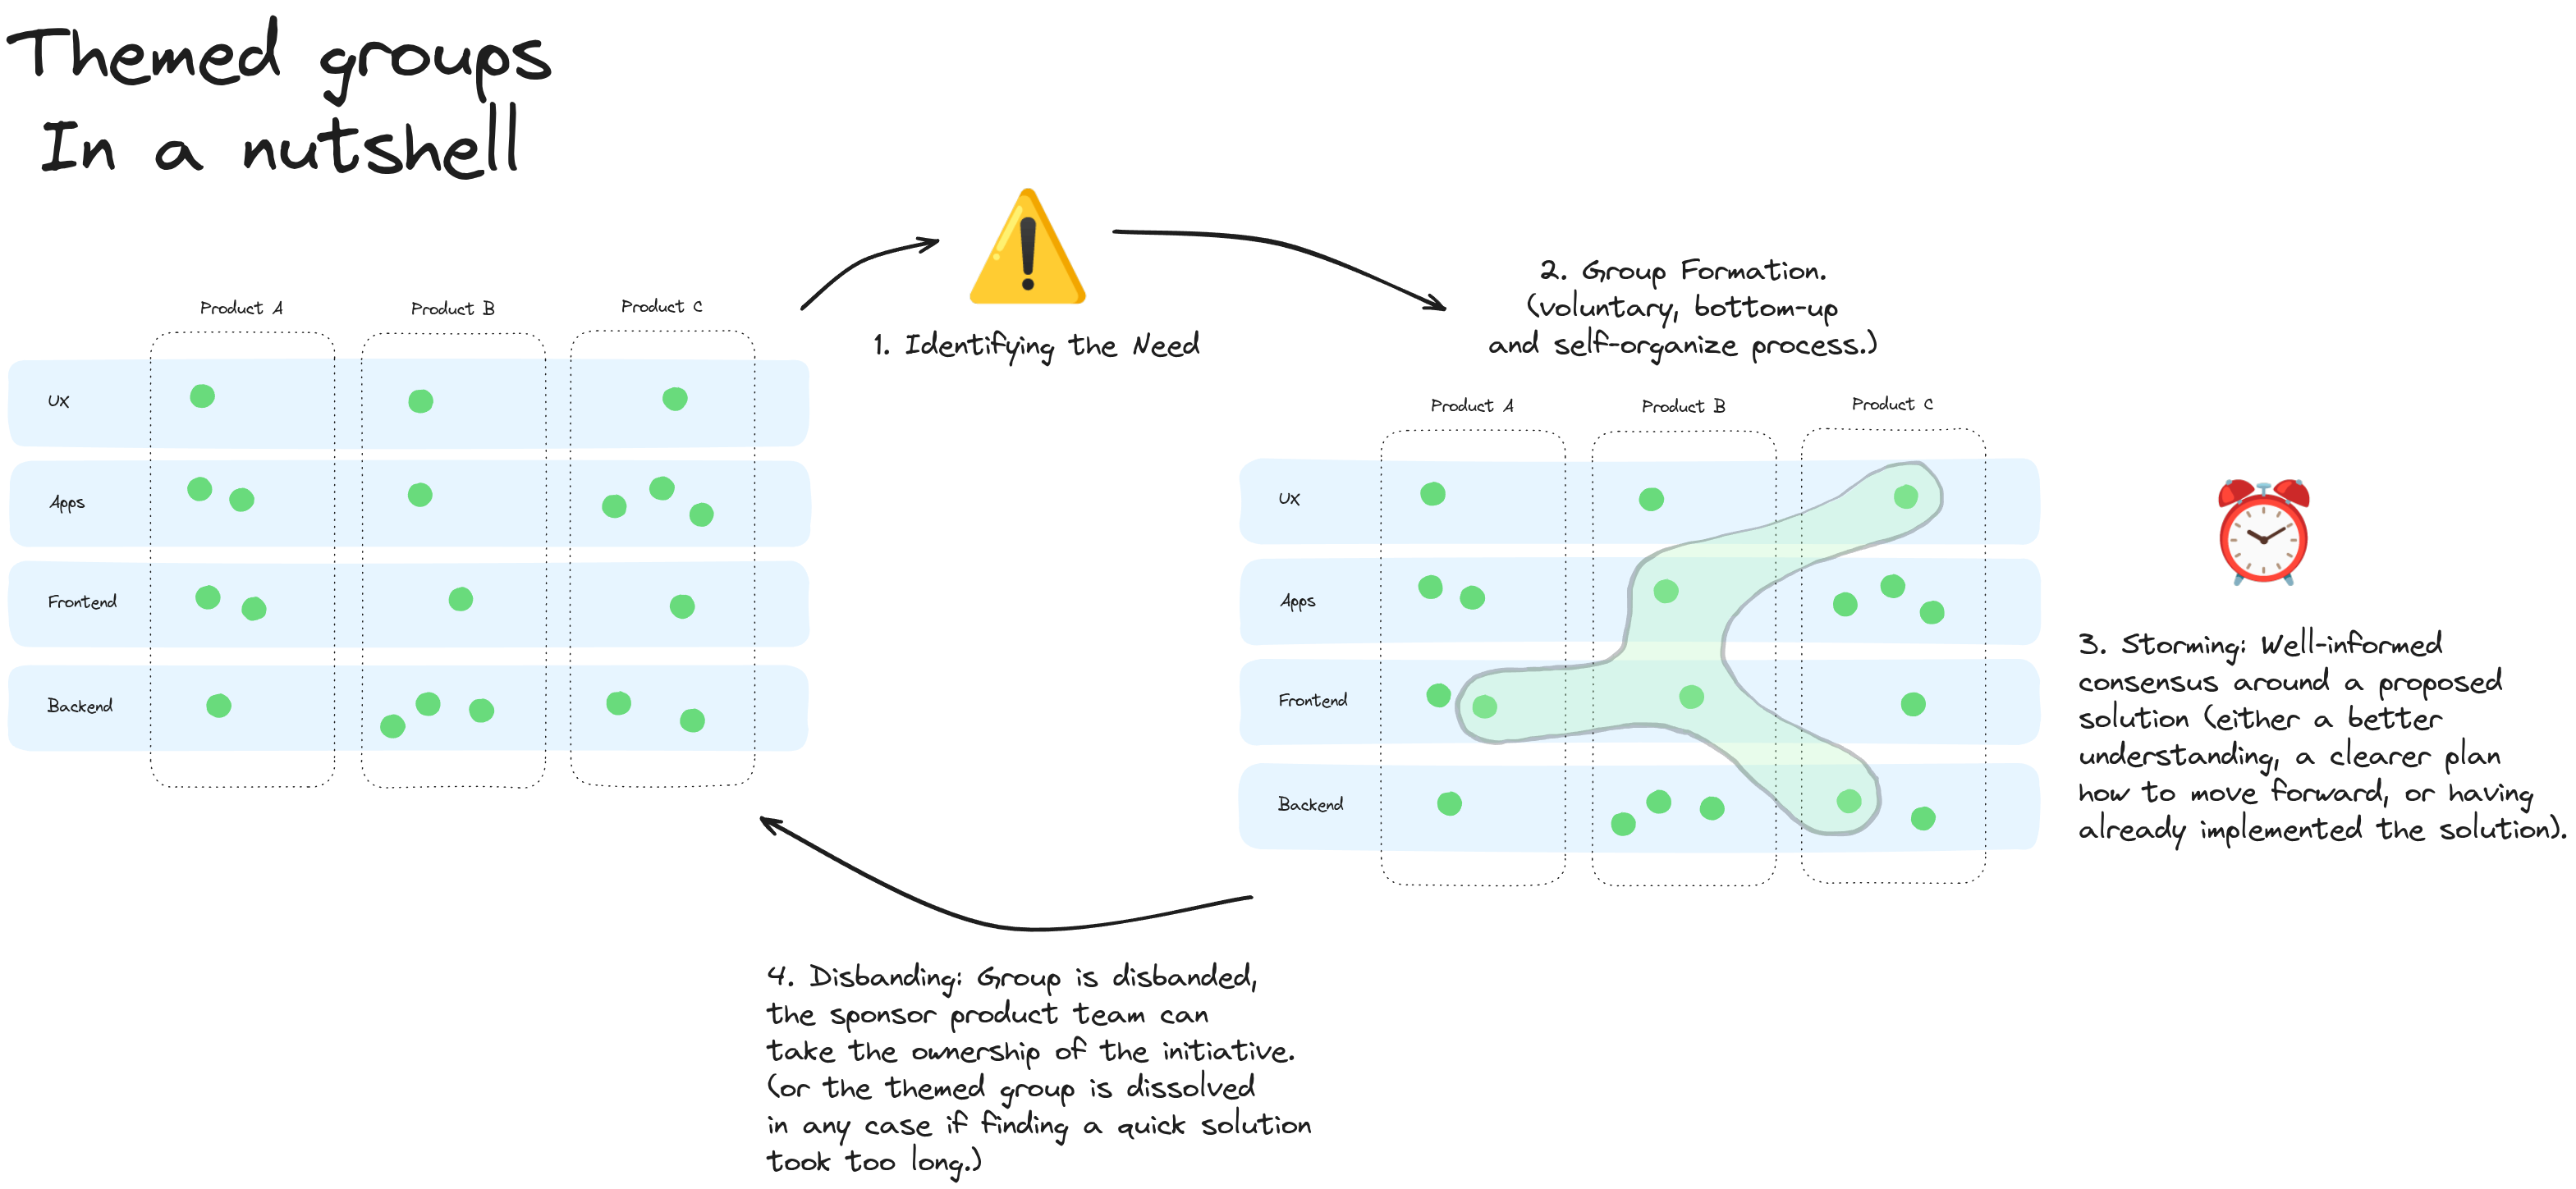 Themed groups
In a nutshell
1. Identifying the Need
2. Group Formation.
(voluntary, bottom-up
and self-organize process.)
Product A
Product B
Product C
UX
Apps
Frontend
Backend
Product A
Product B
Product C
UX
Apps
Frontend
Backend
3. Storming: Well-informed
consensus around a proposed
solution (either a better
understanding, a clearer plan
how to move forward, or having
already implemented the solution).
4. Disbanding: Group is disbanded,
the sponsor product team can
take the ownership of the initiative.
(or the themed group is dissolved
in any case if finding a quick solution
took too long.)